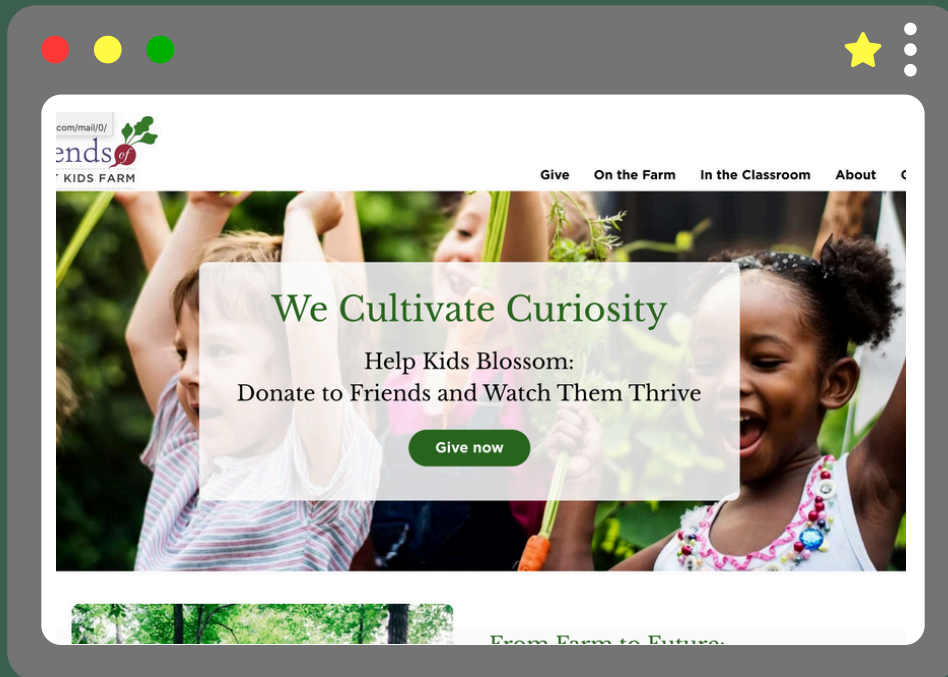 com/mail/0/
ends of
T KIDS FARM
Give On the Farm In the Classroom About
We Cultivate Curiosity
Help Kids Blossom:
Donate to Friends and Watch Them Thrive
Give now
From Farm to Future: